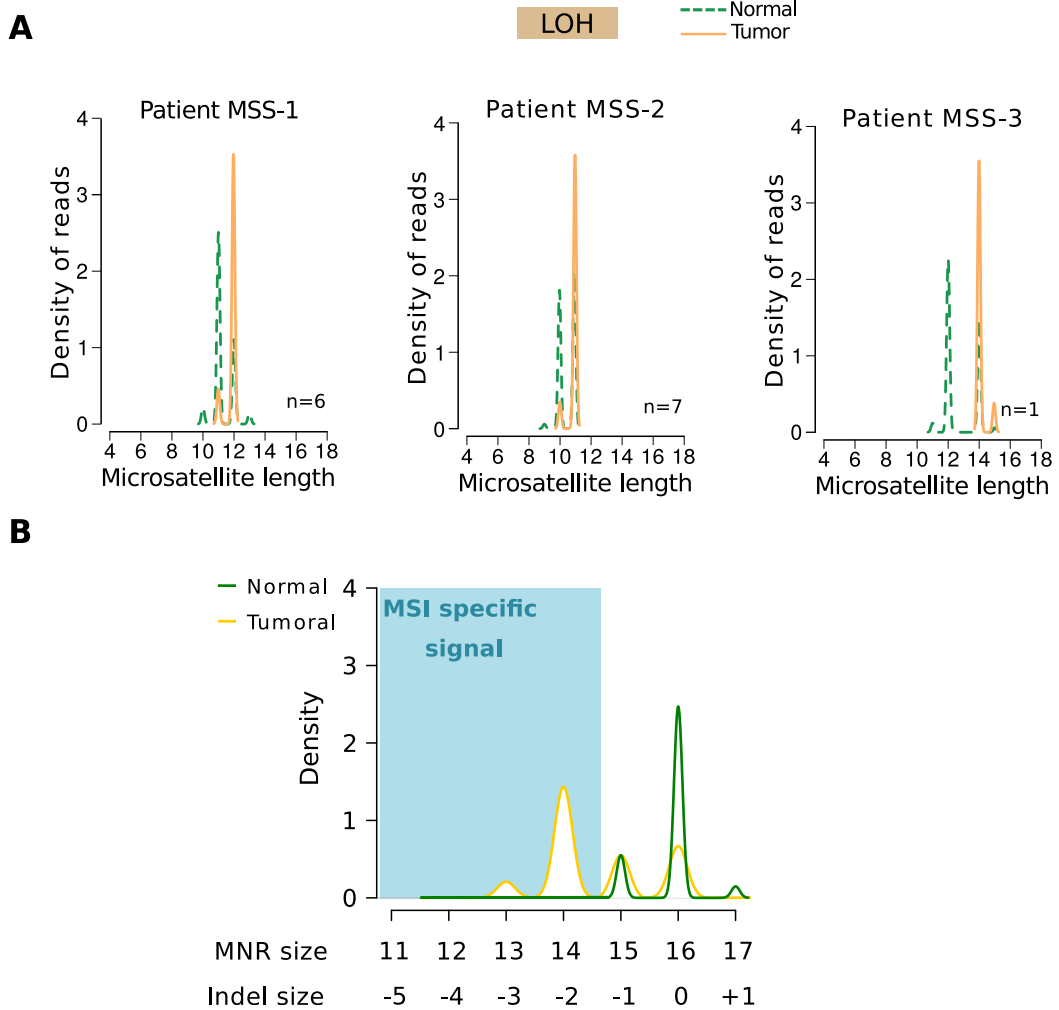 A
LOH
Normal
Tumor
Patient MSS-1
Density of reads
4
3
2
1
0
n=6
4 6 8 10 12 14 16 18
Microsatellite length
Patient MSS-2
Density of reads
4
3
2
1
0
n=7
4 6 8 10 12 14 16 18
Microsatellite length
Patient MSS-3
Density of reads
4
3
2
1
0
n=1
4 6 8 10 12 14 16 18
Microsatellite length
B
Normal
Tumoral
MSI specific
signal
Density
4
3
2
1
0
MNR size 11 12 13 14 15 16 17
Indel size -5 -4 -3 -2 -1 0 +1